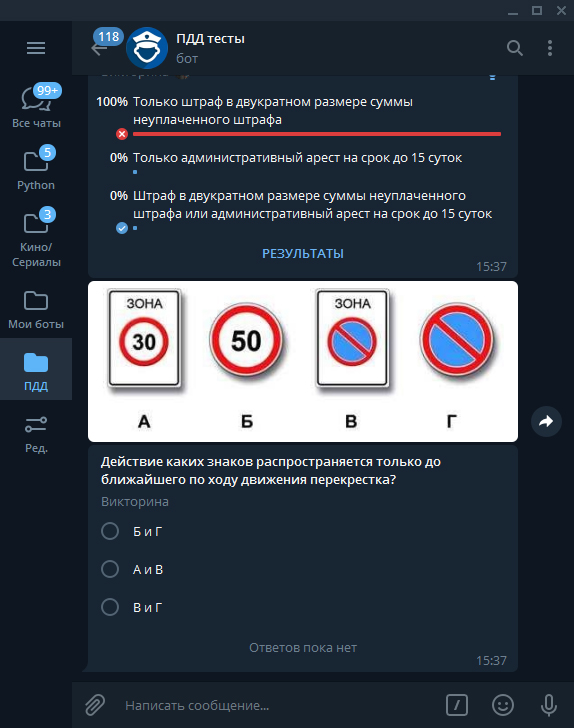 118
ПДД тесты
бот
99+
Все чаты
5
Python
3
Кино/
Сериалы
Мои боты
ПДД
Ред.
100% Только штраф в двукратном размере суммы
неуплаченного штрафа
0% Только административный арест на срок до 15 суток
0% Штраф в двукратном размере суммы неуплаченного
штрафа или административный арест на срок до 15 суток
РЕЗУЛЬТАТЫ
15:37
ЗОНА
30
50
ЗОНА
А Б В Г
Действие каких знаков распространяется только до
ближайшего по ходу движения перекрестка?
Викторина
Б и Г
А и В
В и Г
Ответов пока нет
15:37
Написать сообщение...